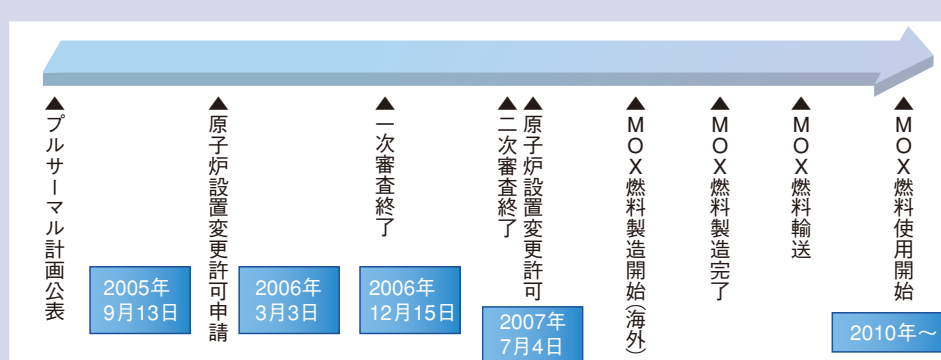 ▲プルサーマル計画公表
2005年
9月13日
▲原子炉設置変更許可申請
2006年
3月3日
▲一次審査終了
2006年
12月15日
▲二次審査終了
▲原子炉設置変更許可
2007年
7月4日
▲MOX燃料製造開始(海外)
▲MOX燃料製造完了
▲MOX燃料輸送
▲MOX燃料使用開始
2010年～